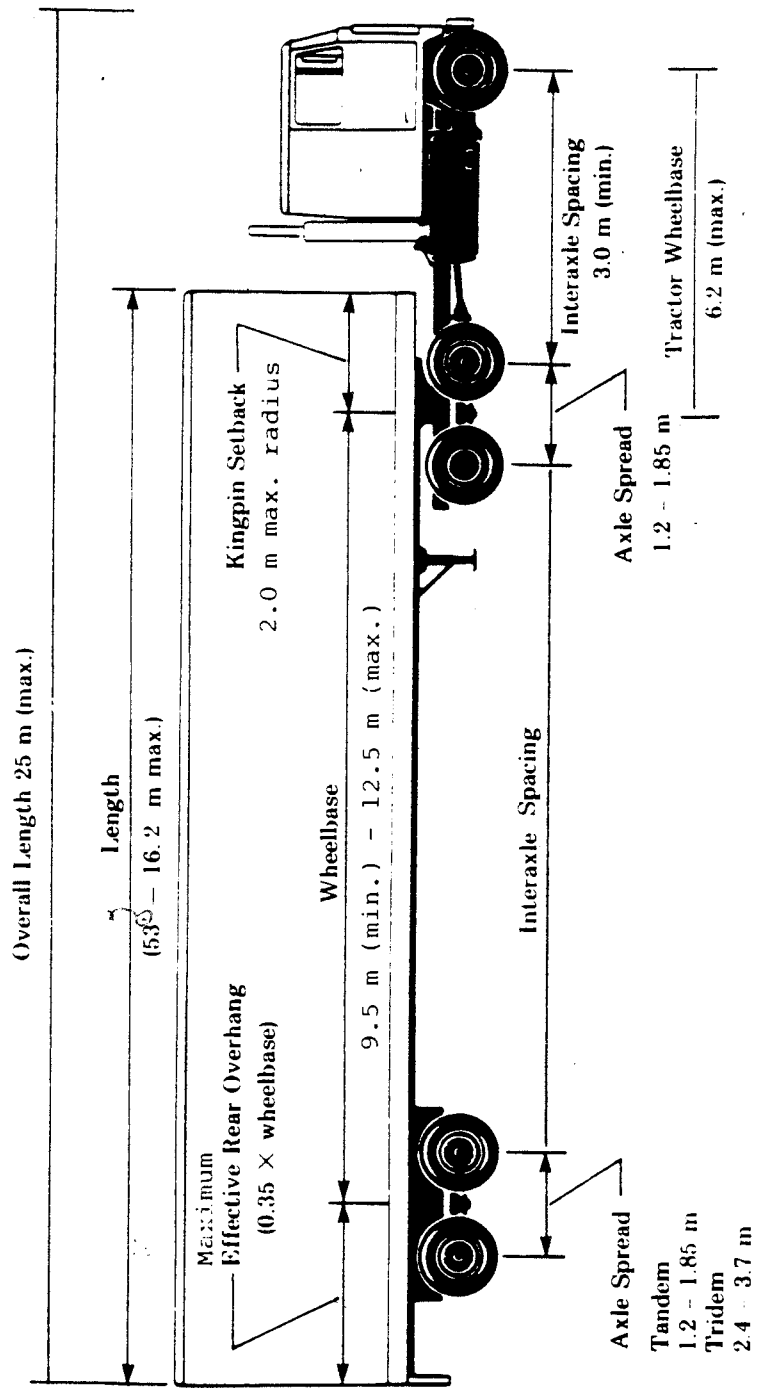 Overall Length 25 m (max.)
Length
(53' – 16.2 m max.)
Maximum
Effective Rear Overhang
(0.35 × wheelbase)
Wheelbase
9.5 m (min.) - 12.5 m (max.)
Kingpin Setback
2.0 m max. radius
Interaxle Spacing
3.0 m (min.)
Tractor Wheelbase
6.2 m (max.)
Axle Spread
1.2 – 1.85 m
Interaxle Spacing
Axle Spread
Tandem
1.2 – 1.85 m
Tridem
2.4 – 3.7 m